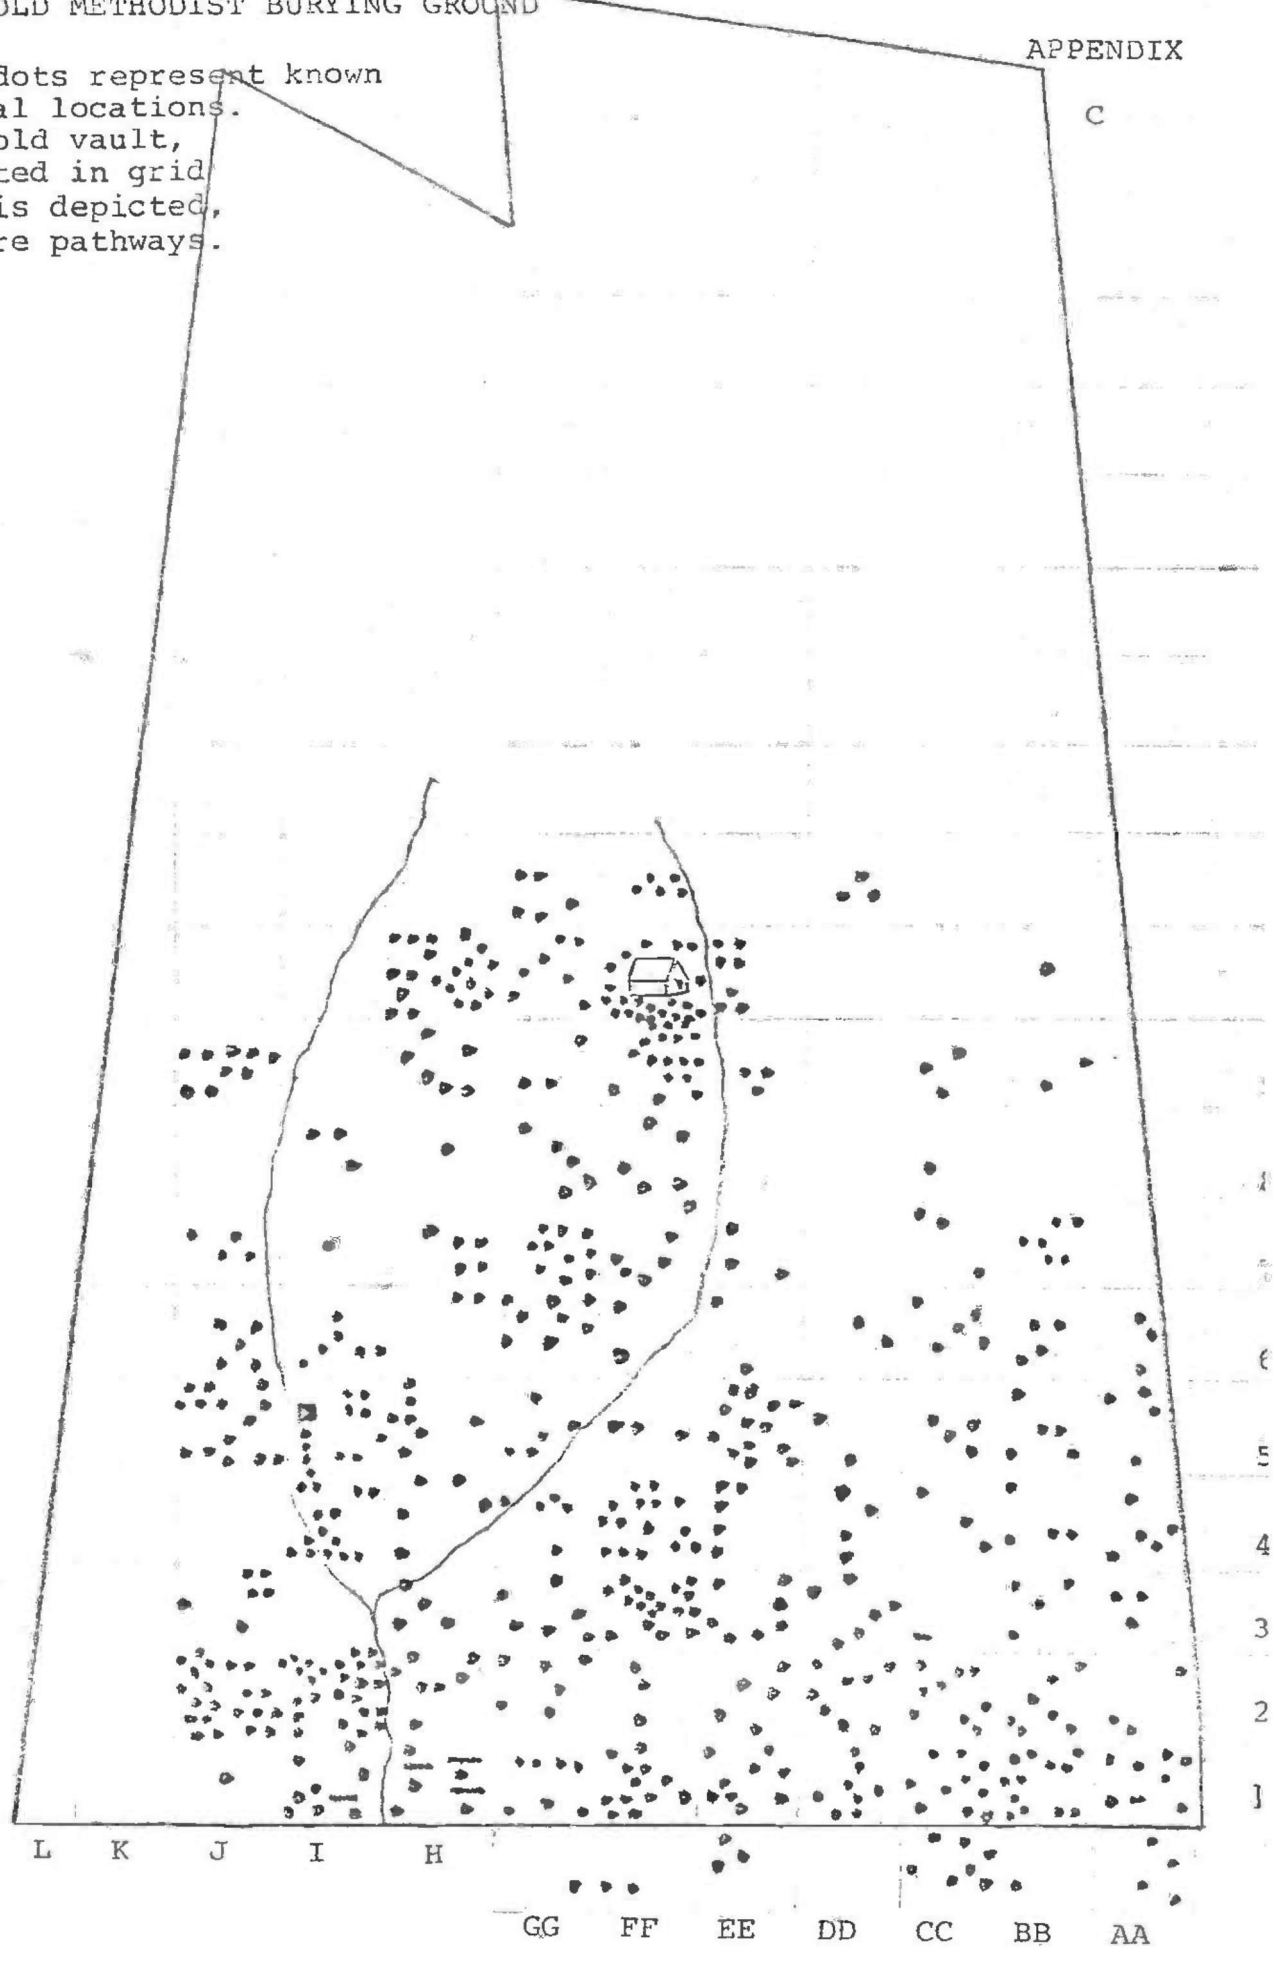 OLD METHODIST BURYING GROUND
APPENDIX
C
dots represent known
al locations.
old vault,
ted in grid
is depicted,
re pathways.
6
5
4
3
2
1
L K J I H
GG FF EE DD CC BB AA